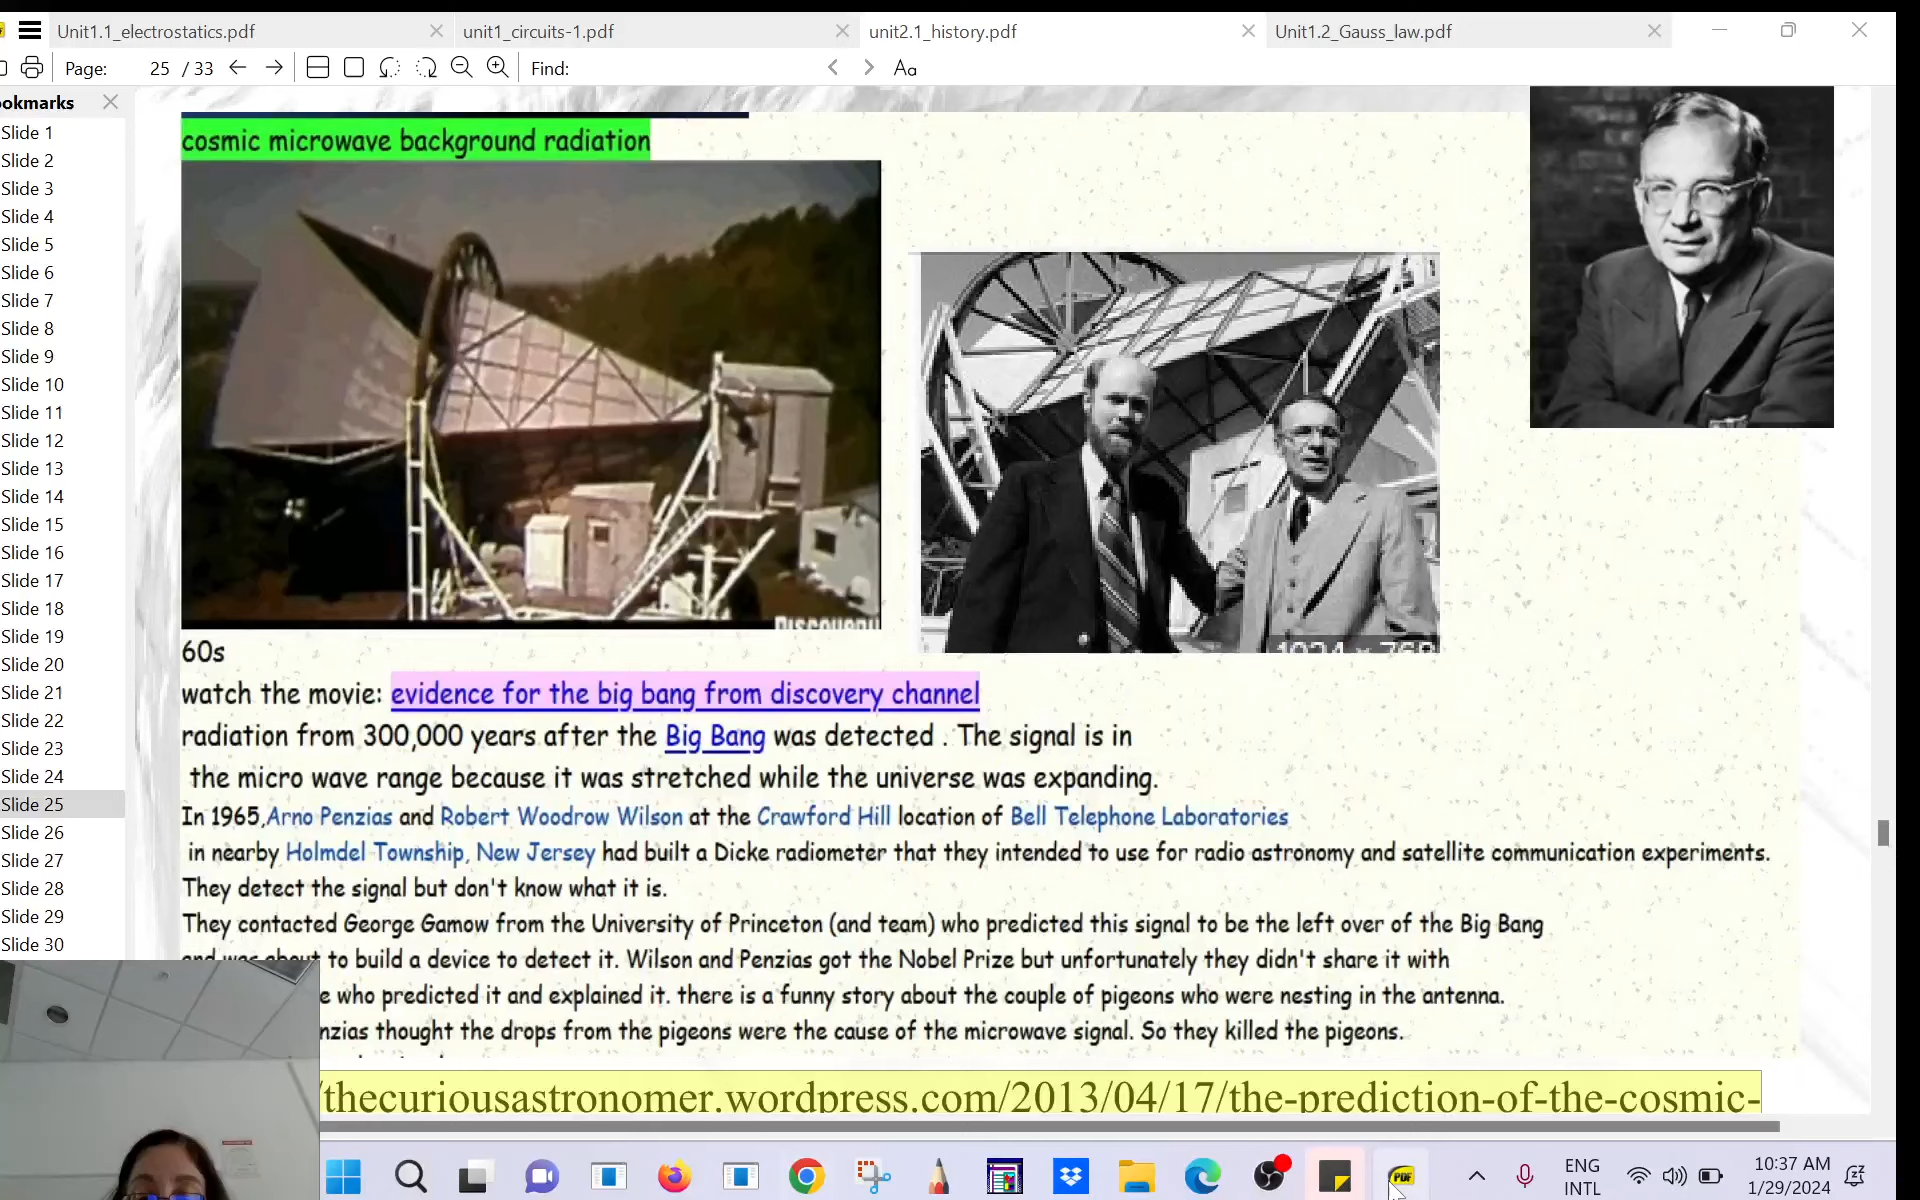 Unit1.1_electrostatics.pdf
unit1_circuits-1.pdf
unit2.1_history.pdf
Unit1.2_Gauss_law.pdf
Page: 25 / 33
Find:
Aa
ookmarks
Slide 1
Slide 2
Slide 3
Slide 4
Slide 5
Slide 6
Slide 7
Slide 8
Slide 9
Slide 10
Slide 11
Slide 12
Slide 13
Slide 14
Slide 15
Slide 16
Slide 17
Slide 18
Slide 19
Slide 20
Slide 21
Slide 22
Slide 23
Slide 24
Slide 25
Slide 26
Slide 27
Slide 28
Slide 29
Slide 30
cosmic microwave background radiation
Discovery
1024 x 768
60s
watch the movie: evidence for the big bang from discovery channel
radiation from 300,000 years after the Big Bang was detected . The signal is in
the micro wave range because it was stretched while the universe was expanding.
In 1965,Arno Penzias and Robert Woodrow Wilson at the Crawford Hill location of Bell Telephone Laboratories
in nearby Holmdel Township, New Jersey had built a Dicke radiometer that they intended to use for radio astronomy and satellite communication experiments.
They detect the signal but don't know what it is.
They contacted George Gamow from the University of Princeton (and team) who predicted this signal to be the left over of the Big Bang
and was about to build a device to detect it. Wilson and Penzias got the Nobel Prize but unfortunately they didn't share it with
e who predicted it and explained it. there is a funny story about the couple of pigeons who were nesting in the antenna.
nzias thought the drops from the pigeons were the cause of the microwave signal. So they killed the pigeons.
/thecuriousastronomer.wordpress.com/2013/04/17/the-prediction-of-the-cosmic-
PDF
ENG
INTL
10:37 AM
1/29/2024